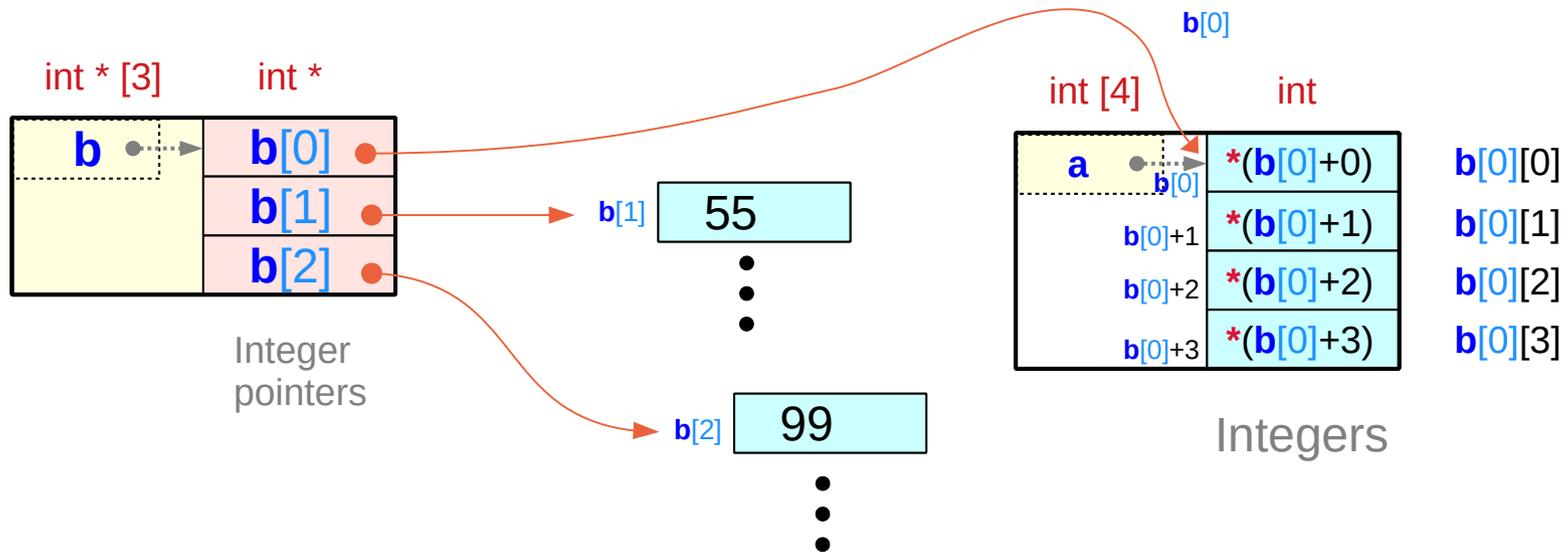 b[0]
int * [3] int *
int [4] int
b b[0]
b[1]
b[2]
Integer
pointers
b[1] 55
b[2] 99
a *(b[0]+0) b[0][0]
b[0]
b[0]+1 *(b[0]+1) b[0][1]
b[0]+2 *(b[0]+2) b[0][2]
b[0]+3 *(b[0]+3) b[0][3]
Integers